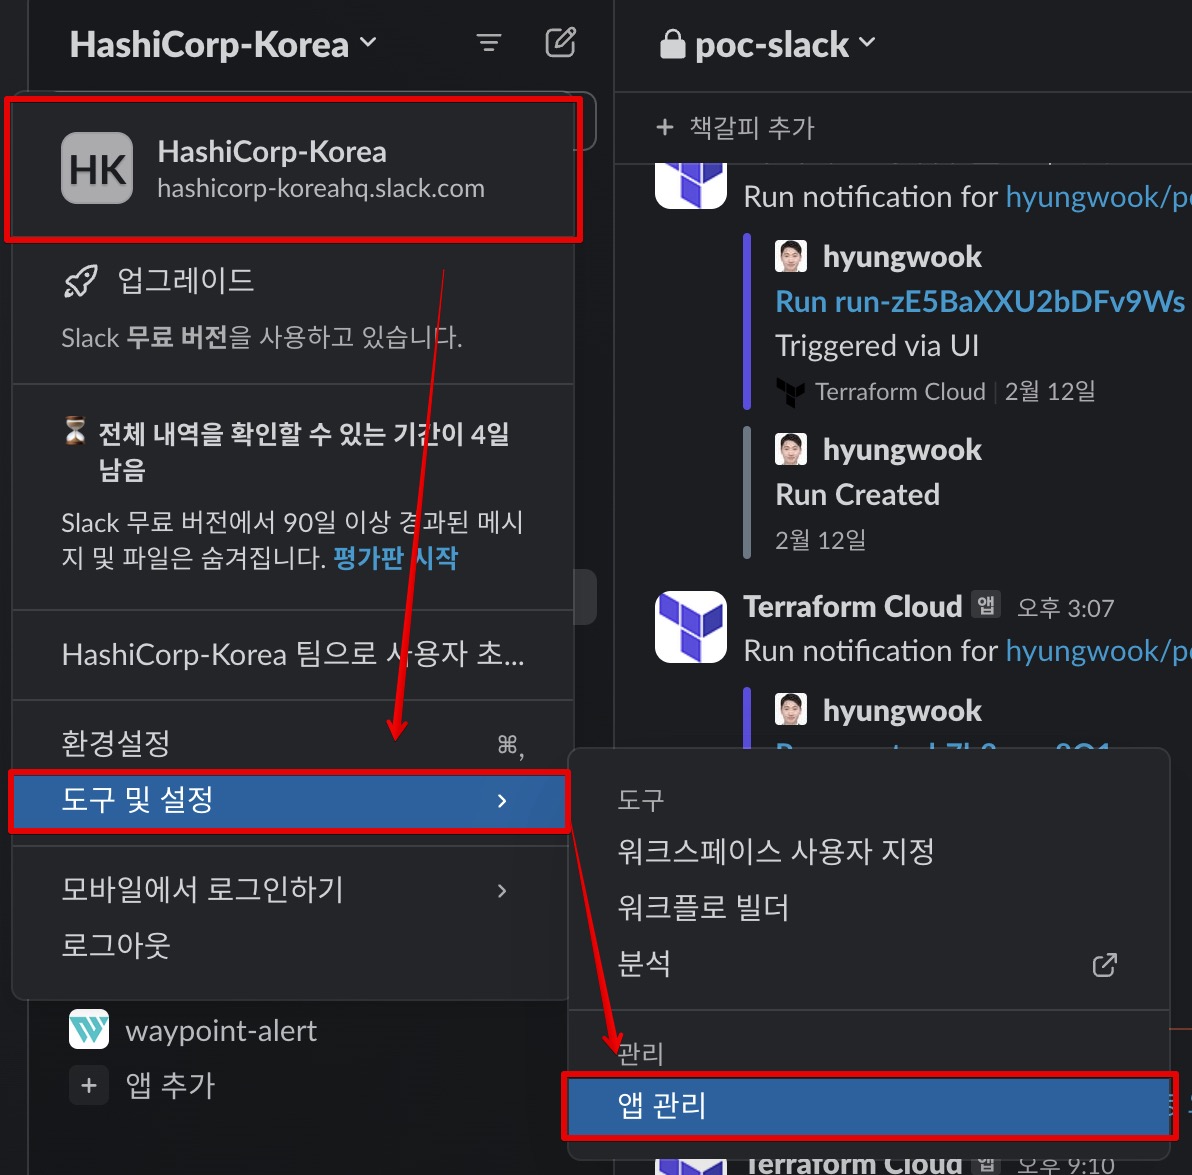 HashiCorp-Korea
HK
HashiCorp-Korea
hashicorp-koreahq.slack.com
업그레이드
Slack 무료 버전을 사용하고 있습니다.
전체 내역을 확인할 수 있는 기간이 4일
남음
Slack 무료 버전에서 90일 이상 경과된 메시
지 및 파일은 숨겨집니다. 평가판 시작
HashiCorp-Korea 팀으로 사용자 초...
환경설정 ⌘,
도구 및 설정
모바일에서 로그인하기
로그아웃
waypoint-alert
+ 앱 추가
poc-slack
+ 책갈피 추가
Run notification for hyungwook/p
hyungwook
Run run-zE5BaXXU2bDFv9Ws
Triggered via UI
Terraform Cloud | 2월 12일
hyungwook
Run Created
2월 12일
Terraform Cloud 앱 오후 3:07
Run notification for hyungwook/p
hyungwook
도구
워크스페이스 사용자 지정
워크플로 빌더
분석
관리
앱 관리
Terraform Cloud 앱 오후 9:10